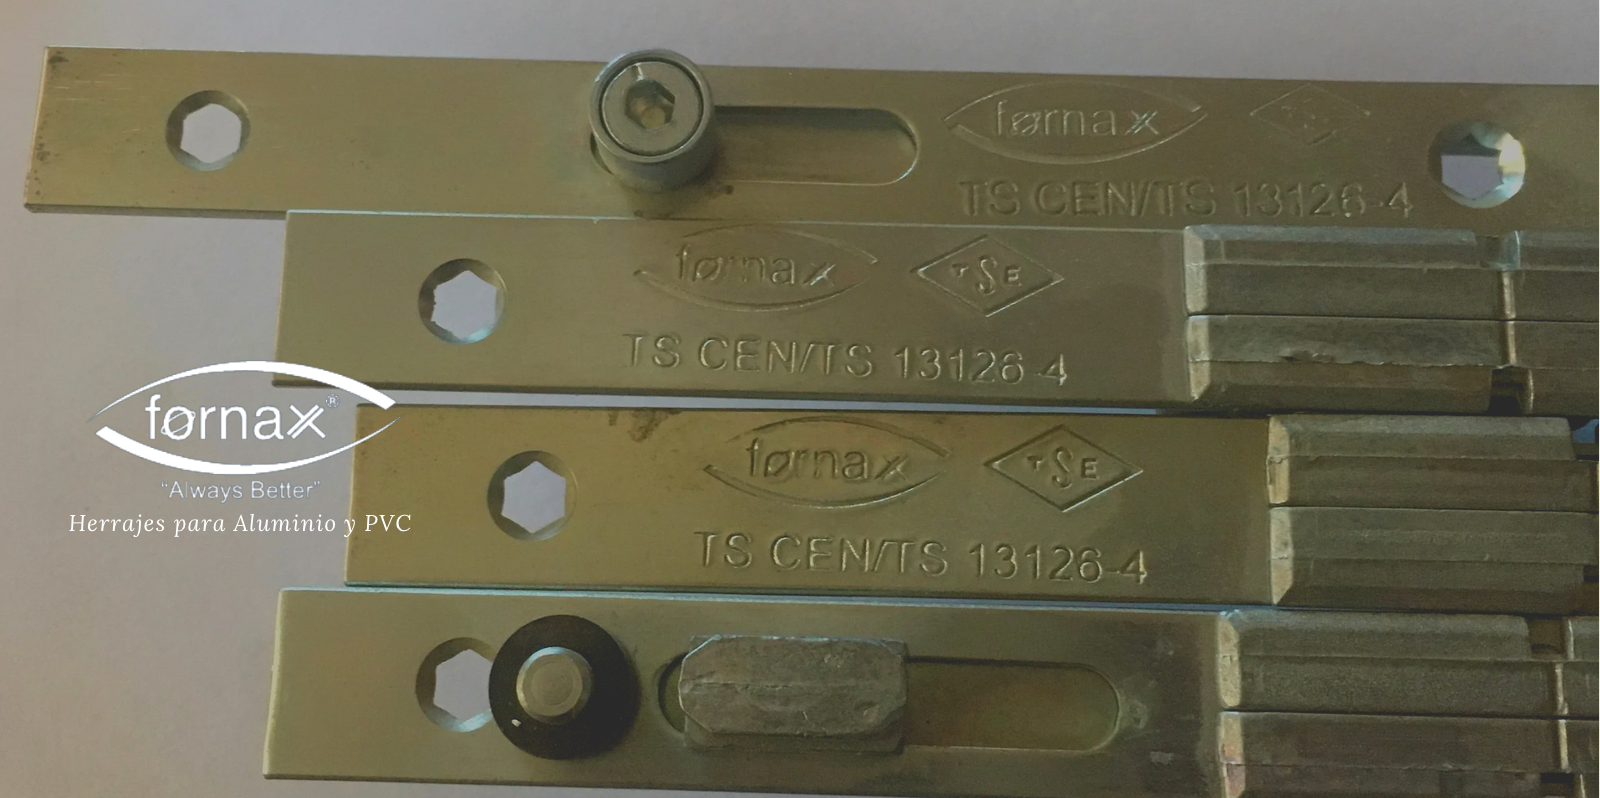 fornax
TS CEN/TS 13126-4
fornax TSE
TS CEN/TS 13126-4
fornax®
"Always Better"
Herrajes para Aluminio y PVC
fornax TSE
TS CEN/TS 13126-4